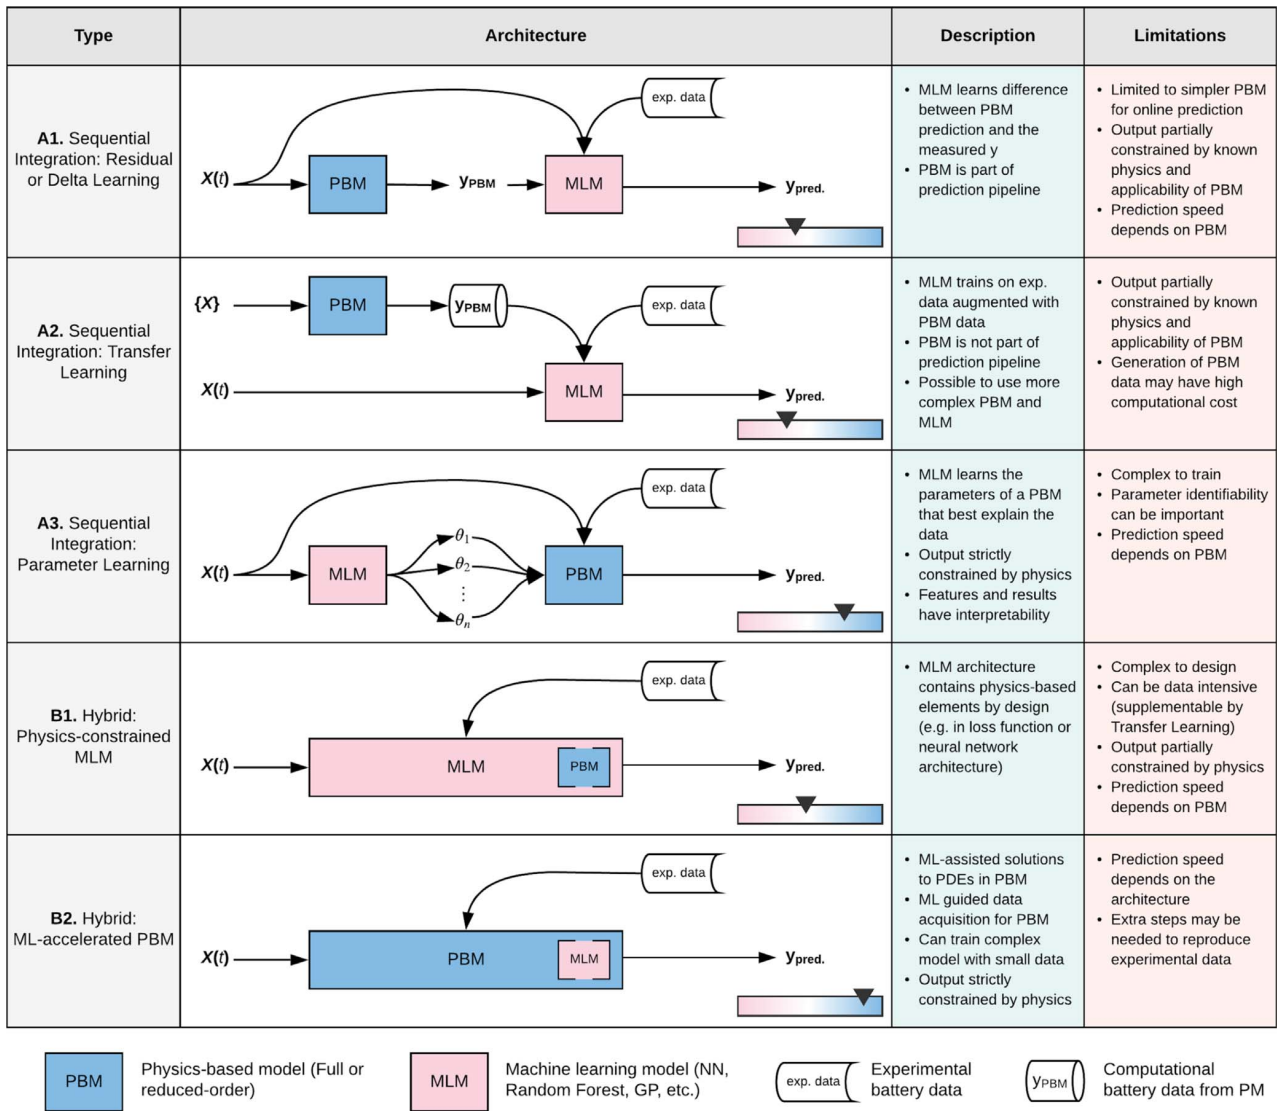 Type
Architecture
Description
Limitations
A1. Sequential
Integration: Residual
or Delta Learning
X(t)
PBM
yPBM
MLM
exp. data
ypred.
• MLM learns difference
between PBM
prediction and the
measured y
• PBM is part of
prediction pipeline
• Limited to simpler PBM
for online prediction
• Output partially
constrained by known
physics and
applicability of PBM
• Prediction speed
depends on PBM
A2. Sequential
Integration: Transfer
Learning
{X}
PBM
yPBM
exp. data
X(t)
MLM
ypred.
• MLM trains on exp.
data augmented with
PBM data
• PBM is not part of
prediction pipeline
• Possible to use more
complex PBM and
MLM
• Output partially
constrained by known
physics and
applicability of PBM
• Generation of PBM
data may have high
computational cost
A3. Sequential
Integration:
Parameter Learning
X(t)
MLM
θ1
θ2
⋮
θn
PBM
exp. data
ypred.
• MLM learns the
parameters of a PBM
that best explain the
data
• Output strictly
constrained by physics
• Features and results
have interpretability
• Complex to train
• Parameter identifiability
can be important
• Prediction speed
depends on PBM
B1. Hybrid:
Physics-constrained
MLM
X(t)
MLM
PBM
exp. data
ypred.
• MLM architecture
contains physics-based
elements by design
(e.g. in loss function or
neural network
architecture)
• Complex to design
• Can be data intensive
(supplementable by
Transfer Learning)
• Output partially
constrained by physics
• Prediction speed
depends on PBM
B2. Hybrid:
ML-accelerated PBM
X(t)
PBM
MLM
exp. data
ypred.
• ML-assisted solutions
to PDEs in PBM
• ML guided data
acquisition for PBM
• Can train complex
model with small data
• Output strictly
constrained by physics
• Prediction speed
depends on the
architecture
• Extra steps may be
needed to reproduce
experimental data
PBM
Physics-based model (Full or
reduced-order)
MLM
Machine learning model (NN,
Random Forest, GP, etc.)
exp. data
Experimental
battery data
yPBM
Computational
battery data from PM